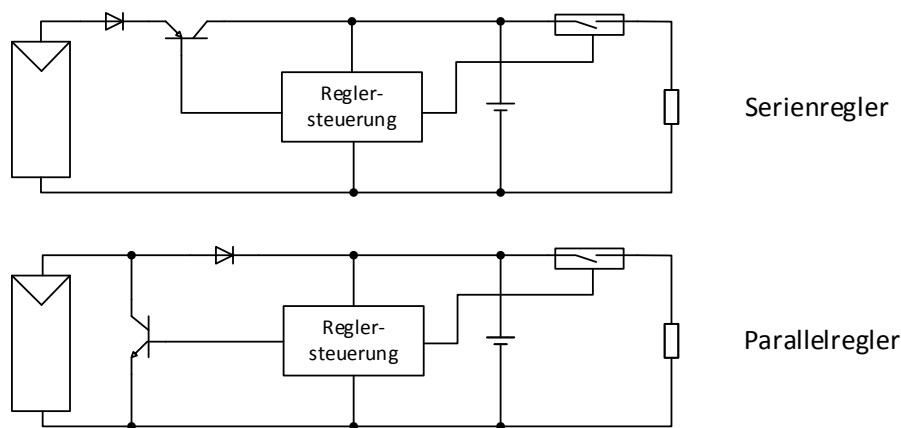 Regler-
steuerung
Serienregler
Regler-
steuerung
Parallelregler